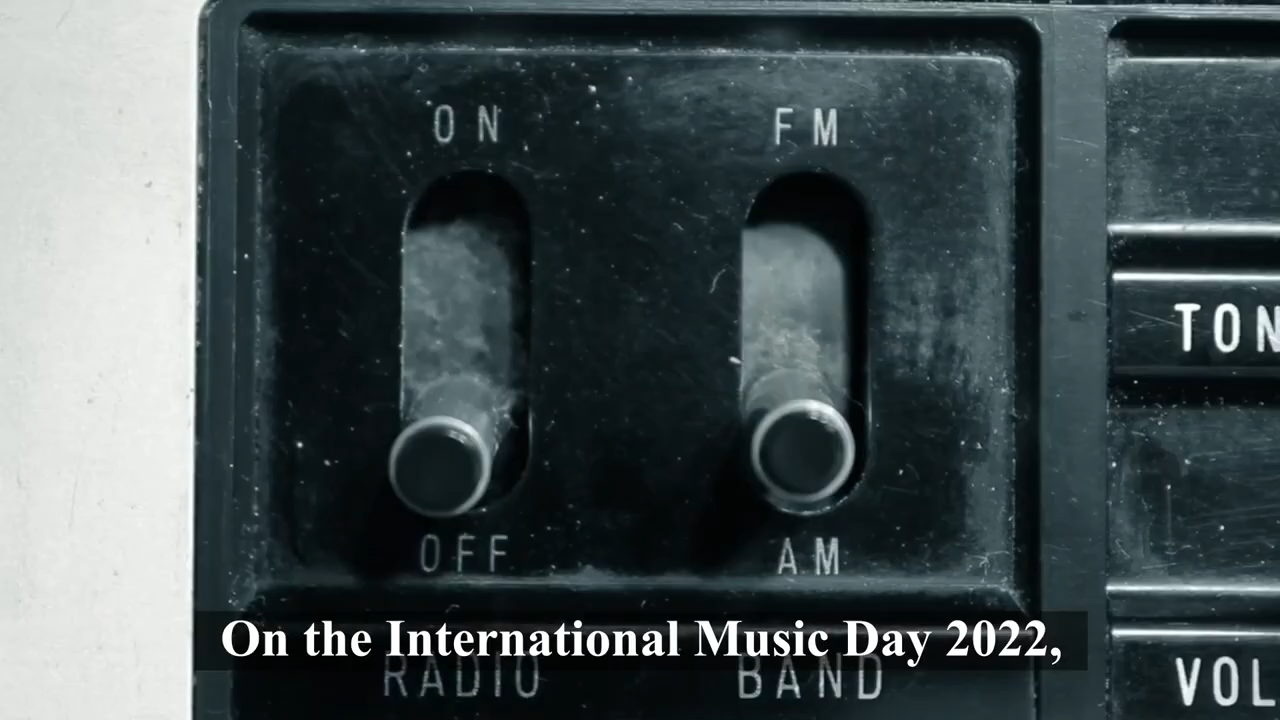 ON FM
TON
OFF AM
On the International Music Day 2022,
RADIO BAND
VOL